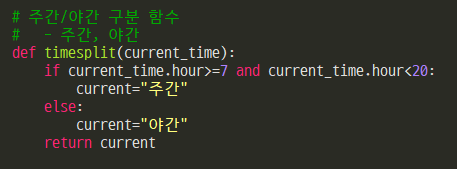 # 주간/야간 구분 함수
#   - 주간, 야간
def timesplit(current_time):
    if current_time.hour>=7 and current_time.hour<20:
        current="주간"
    else:
        current="야간"
    return current